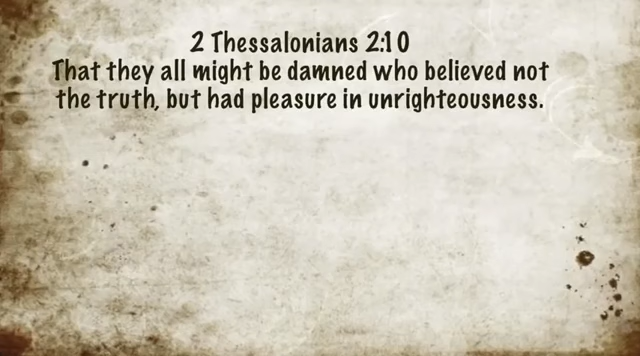 2 Thessalonians 2:10
That they all might be damned who believed not
the truth, but had pleasure in unrighteousness.